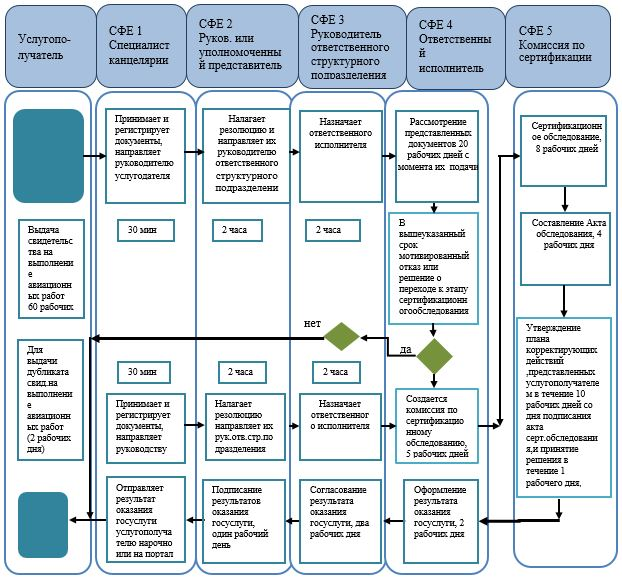 Услугопо-
лучатель
СФЕ 1
Специалист
канцелярии
СФЕ 2
Руков. или
уполномоченны
й представитель
СФЕ 3
Руководитель
ответственного
структурного
подразделения
СФЕ 4
Ответственны
й
исполнитель
СФЕ 5
Комиссия по
сертификации
Принимает и
регистрирует
документы,
направляет
руководителю
услугодателя
Налагает
резолюцию и
направляет их
руководителю
ответственного
структурного
подразделени
Назначает
ответственного
исполнителя
Рассмотрение
представленных
документов 20
рабочих дней с
момента их подачи
Сертификационн
ое обследование,
8 рабочих дней
Выдача
свидетельс
тва на
выполнени
е
авиационн
ых работ
60 рабочих
30 мин
2 часа
2 часа
В
вышеуказанный
срок
мотивированный
отказ или
решение о
переходе к этапу
сертификационн
огообследования
Составление Акта
обследования, 4
рабочих дня
нет
да
Для
выдачи
дубликата
свид.на
выполнени
е
авиационн
ых работ
(2 рабочих
дня)
30 мин
2 часа
2 часа
Утверждение
плана
корректирующих
действий
,представленных
услугополучателе
м в течение 10
рабочих дней со
дня подписания
акта
серт.обследовани
я,и принятие
решения в
течение 1
рабочего дня,
Принимает и
регистрирует
документы,
направляет
руководству
Налагает
резолюцию
направляет их
рук.отв.стр.по
дразделения
Назначает
ответственног
о исполнителя
Создается
комиссия по
сертификацио
нному
обследованию,
5 рабочих дней
Отправляет
результат
оказания
госуслуги
услугополуча
телю нарочно
или на портал
Подписание
результатов
оказания
госуслуги,
один рабочий
день
Согласование
результата
оказания
госуслуги, два
рабочих дня
Оформление
результата
оказания
госуслуги, 2
рабочих дня